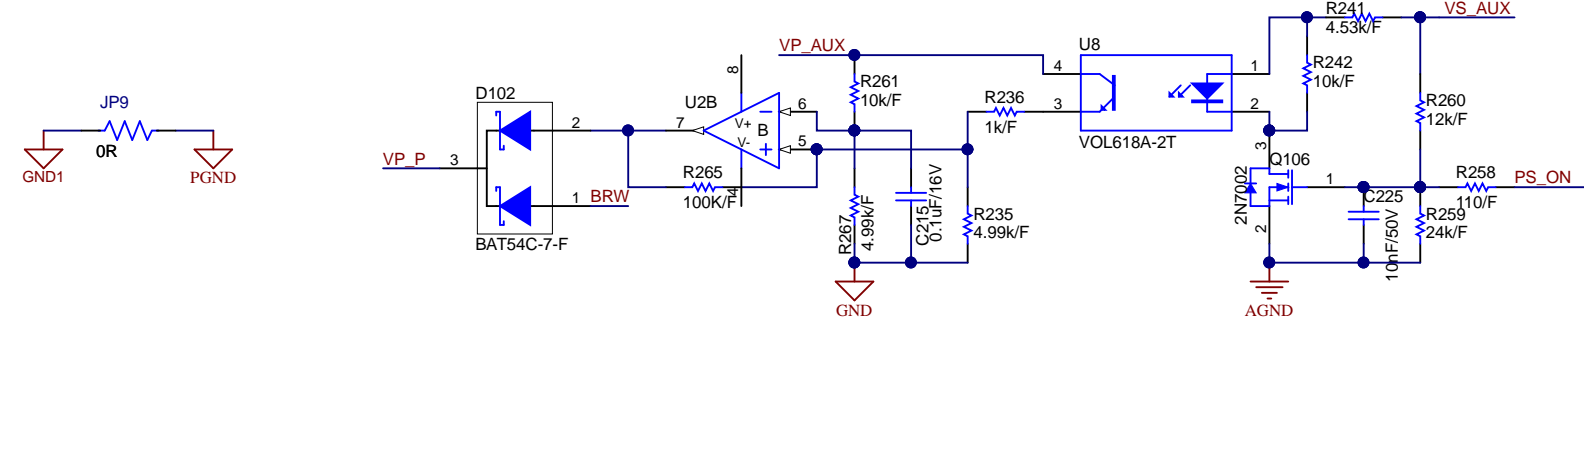 JP9
0R
GND1
PGND
D102
VP_P
3
2
1
BRW
BAT54C-7-F
U2B
8
7
V+
V-
B
6
5
4
R265
100K/F
VP_AUX
R261
10k/F
R267
4.99k/F
C215
0.1uF/16V
R236
1k/F
R235
4.99k/F
GND
U8
4
3
1
2
VOL618A-2T
R241
4.53k/F
VS_AUX
R242
10k/F
R260
12k/F
3
Q106
2N7002
1
2
C225
10nF/50V
R258
110/F
PS_ON
R259
24k/F
AGND